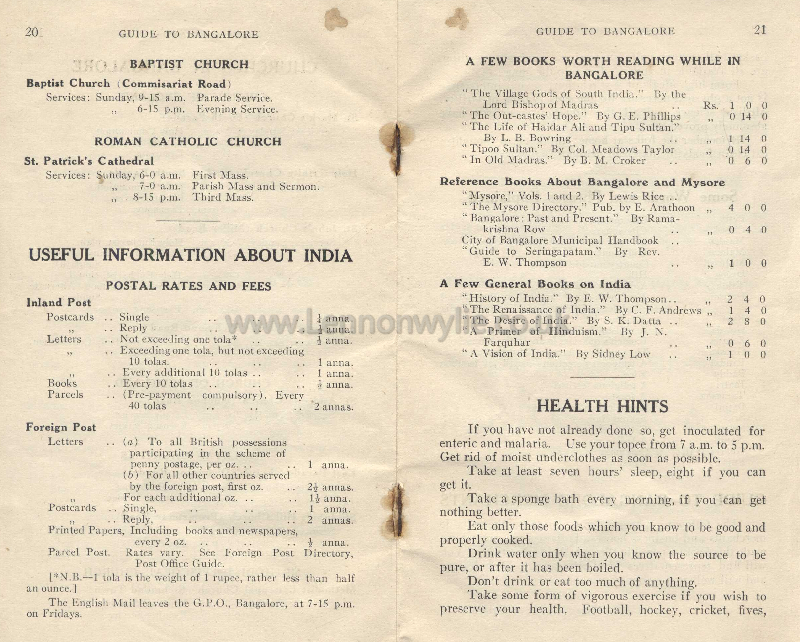 20
GUIDE TO BANGALORE
BAPTIST CHURCH
Baptist Church (Commisariat Road)
Services: Sunday, 9-15 a.m. Parade Service.
„ 6-15 p.m. Evening Service.
ROMAN CATHOLIC CHURCH
St. Patrick's Cathedral
Services: Sunday, 6-0 a.m. First Mass.
„ 7-0 a.m. Parish Mass and Sermon.
„ 8-15 p.m. Third Mass.
USEFUL INFORMATION ABOUT INDIA
POSTAL RATES AND FEES
Inland Post
Postcards .. Single .. .. .. anna.
„ .. Reply .. .. .. anna.
Letters .. Not exceeding one tola* .. .. ½ anna.
„ .. Exceeding one tola, but not exceeding
10 tolas. .. .. .. 1 anna.
„ .. Every additional 10 tolas .. .. 1 anna.
Books .. Every 10 tolas .. .. .. anna.
Parcels .. (Pre-payment compulsory). Every
40 tolas .. .. .. 2 annas.
Foreign Post
Letters .. (a) To all British possessions
participating in the scheme of
penny postage, per oz. .. .. 1 anna.
(b) For all other countries served
by the foreign post, first oz. .. 2½ annas.
„ For each additional oz. .. .. 1½ annas.
Postcards .. Single, .. .. .. 1 anna.
„ .. Reply, .. .. .. 2 annas.
Printed Papers, Including books and newspapers,
every 2 oz. .. .. .. ½ anna.
Parcel Post. Rates vary. See Foreign Post Directory,
Post Office Guide.
[*N.B.—1 tola is the weight of 1 rupee, rather less than half
an ounce.]
The English Mail leaves the G.P.O., Bangalore, at 7-15 p.m.
on Fridays.
GUIDE TO BANGALORE
21
A FEW BOOKS WORTH READING WHILE IN
BANGALORE
"The Village Gods of South India." By the
Lord Bishop of Madras .. Rs. 1 0 0
"The Out-castes' Hope." By G. E. Phillips „ 0 14 0
"The Life of Haidar Ali and Tipu Sultan."
By L. B. Bowring .. „ 1 14 0
"Tipoo Sultan." By Col. Meadows Taylor „ 0 14 0
"In Old Madras." By B. M. Croker .. „ 0 6 0
Reference Books About Bangalore and Mysore
"Mysore," Vols. 1 and 2. By Lewis Rice ..
"The Mysore Directory." Pub. by E. Arathoon „ 4 0 0
"Bangalore: Past and Present." By Rama-
krishna Row .. „ 0 4 0
City of Bangalore Municipal Handbook ..
"Guide to Seringapatam." By Rev.
E. W. Thompson .. „ 1 0 0
A Few General Books on India
"History of India." By E. W. Thompson .. „ 2 4 0
"The Renaissance of India." By C. F. Andrews „ 1 4 0
"The Desire of India." By S. K. Datta .. „ 2 8 0
"A Primer of Hinduism." By J. N.
Farquhar .. „ 0 6 0
"A Vision of India." By Sidney Low .. „ 1 0 0
HEALTH HINTS
If you have not already done so, get inoculated for
enteric and malaria. Use your topee from 7 a.m. to 5 p.m.
Get rid of moist underclothes as soon as possible.
Take at least seven hours' sleep, eight if you can
get it.
Take a sponge bath every morning, if you can get
nothing better.
Eat only those foods which you know to be good and
properly cooked.
Drink water only when you know the source to be
pure, or after it has been boiled.
Don't drink or eat too much of anything.
Take some form of vigorous exercise if you wish to
preserve your health. Football, hockey, cricket, fives,